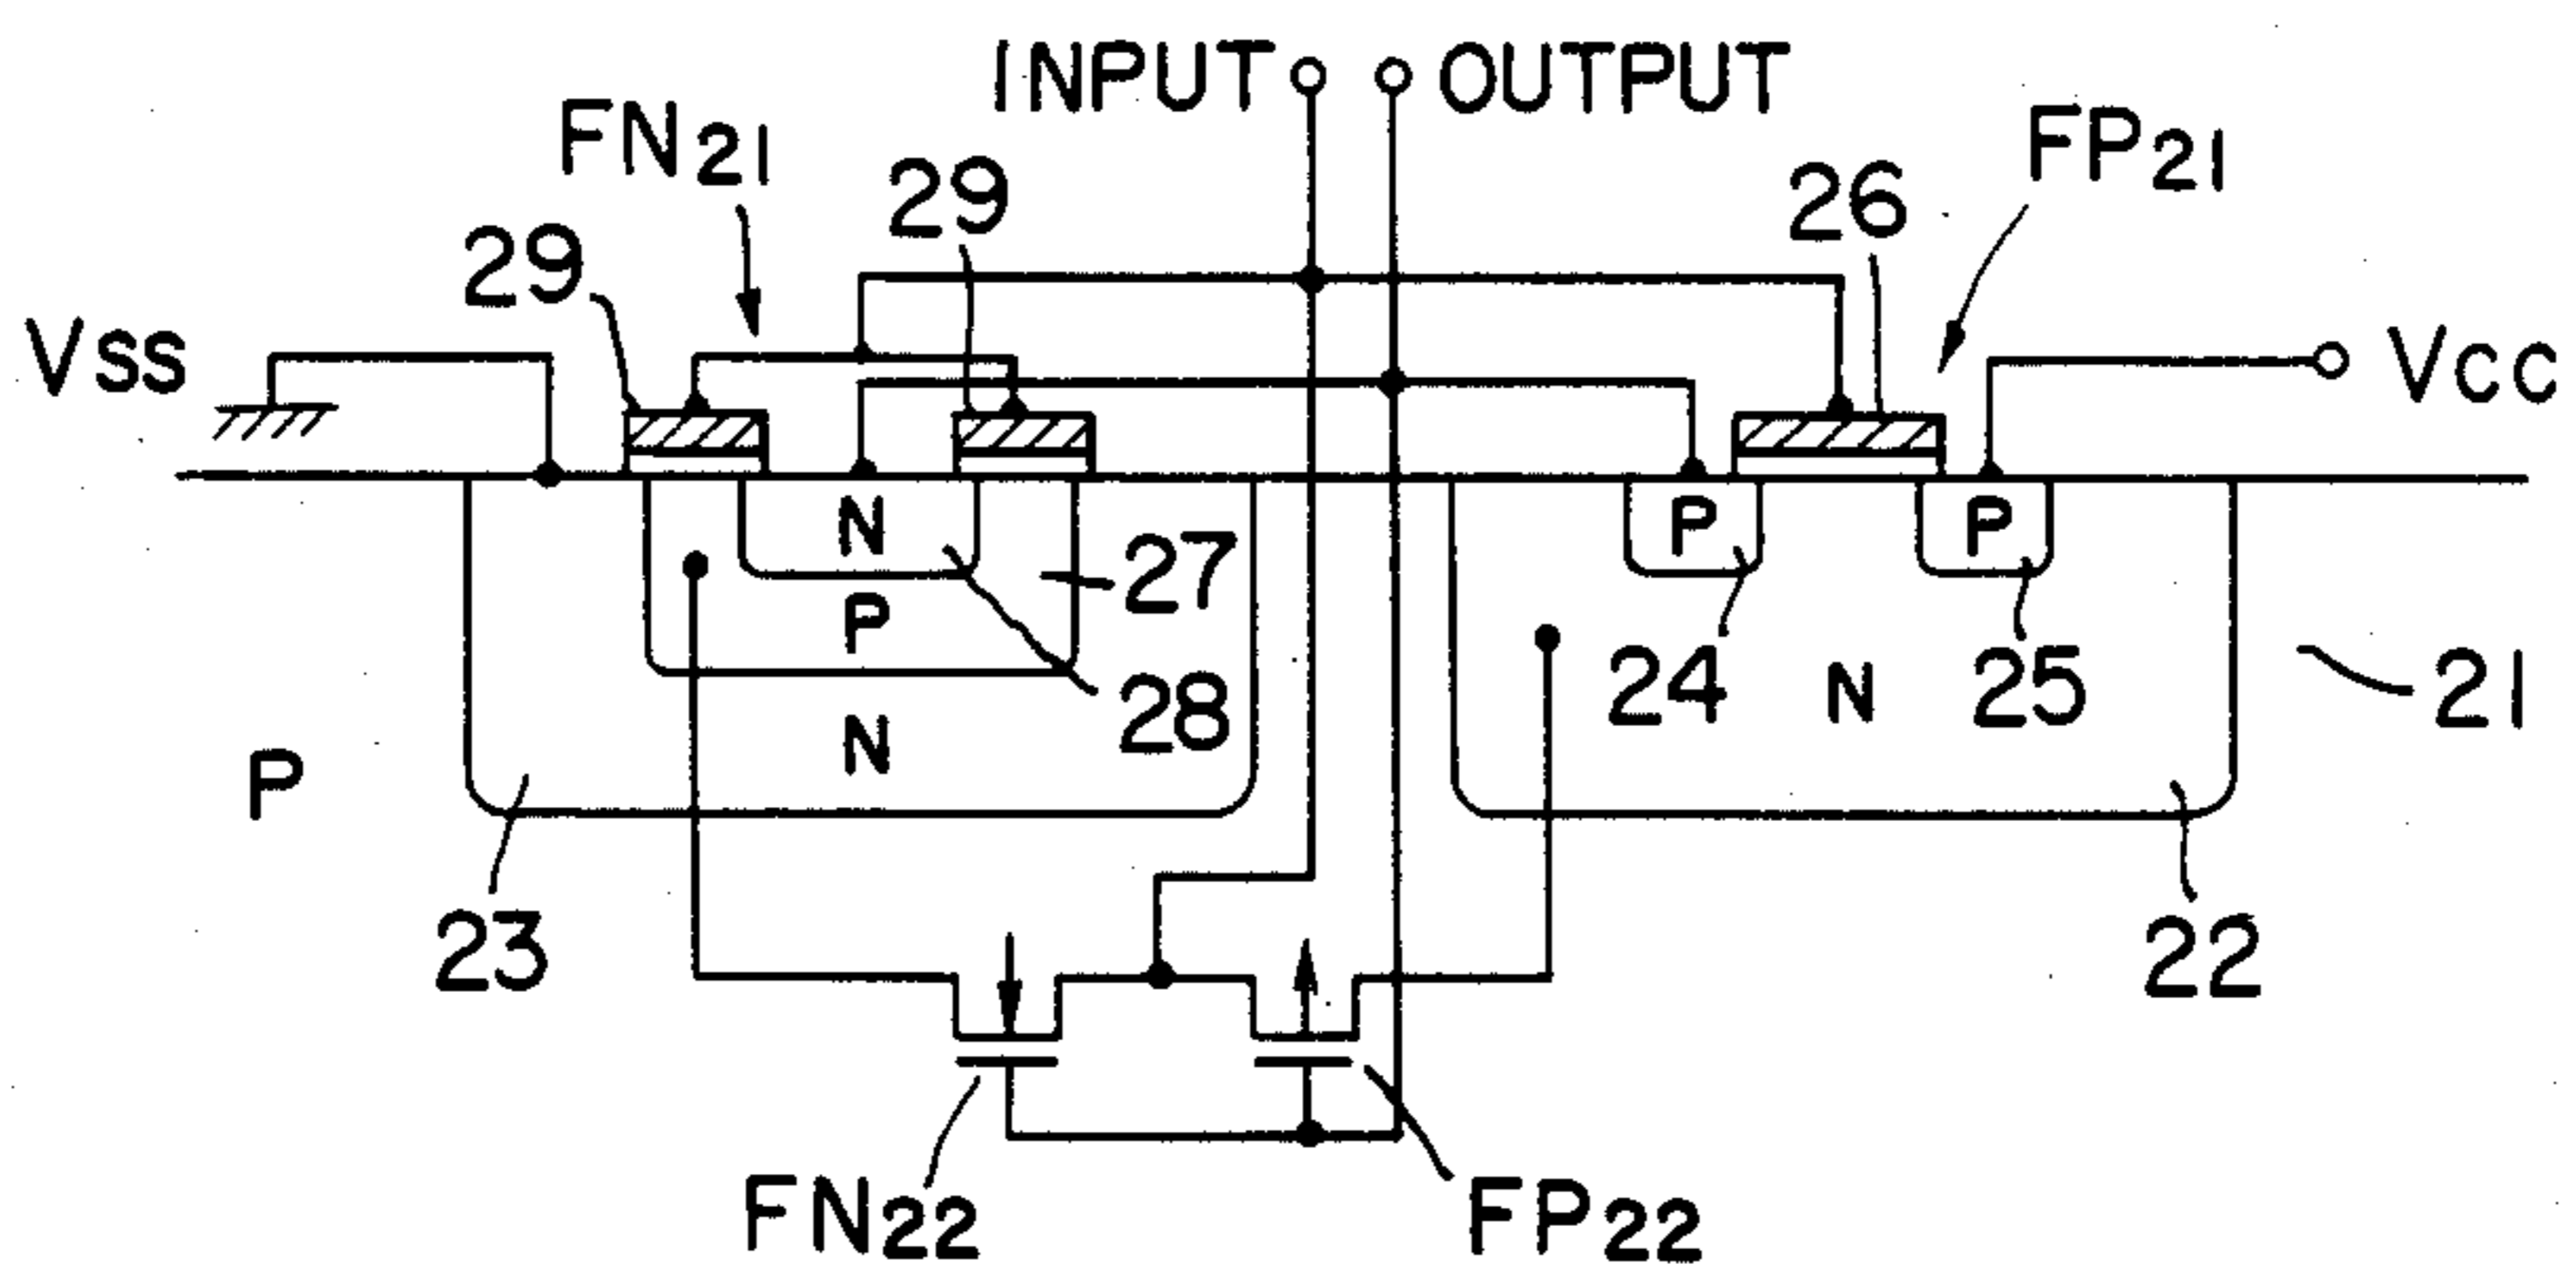 INPUT OUTPUT
FN21 FP21
29 29 26
VSS VCC
N P P
27
P
28 24 N 25 21
N
P
23 22
FN22 FP22